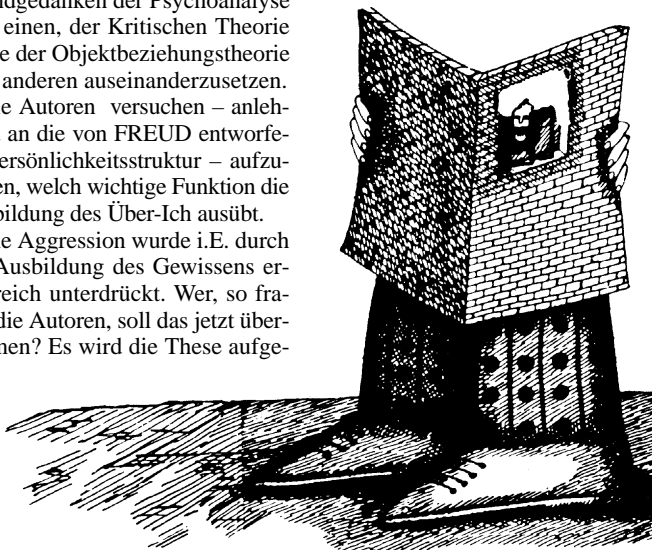 ndgedanken der Psychoanalyse
einen, der Kritischen Theorie
e der Objektbeziehungstheorie
anderen auseinanderzusetzen.
e Autoren versuchen – anleh-
an die von FREUD entworfe-
ersönlichkeitsstruktur – aufzu-
en, welch wichtige Funktion die
bildung des Über-Ich ausübt.
e Aggression wurde i.E. durch
Ausbildung des Gewissens er-
reich unterdrückt. Wer, so fra-
die Autoren, soll das jetzt über-
nen? Es wird die These aufge-